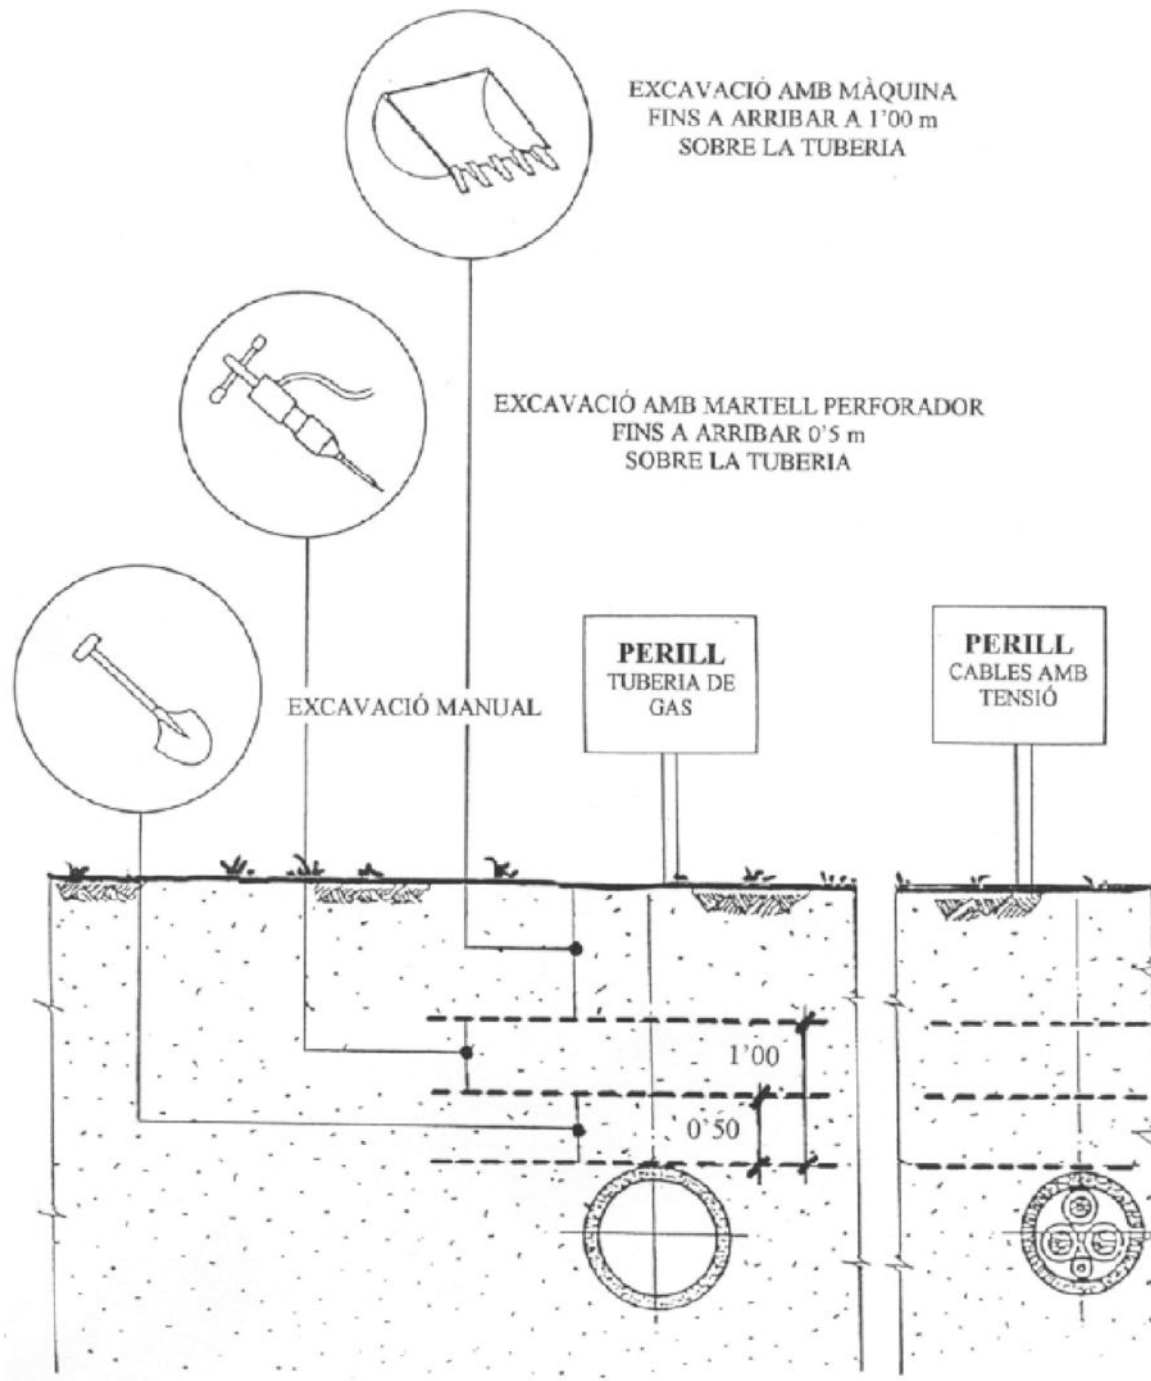 EXCAVACIÓ AMB MÀQUINA
FINS A ARRIBAR A 1'00 m
SOBRE LA TUBERIA
EXCAVACIÓ AMB MARTELL PERFORADOR
FINS A ARRIBAR 0'5 m
SOBRE LA TUBERIA
EXCAVACIÓ MANUAL
PERILL
TUBERIA DE
GAS
PERILL
CABLES AMB
TENSIÓ
1'00
0'50